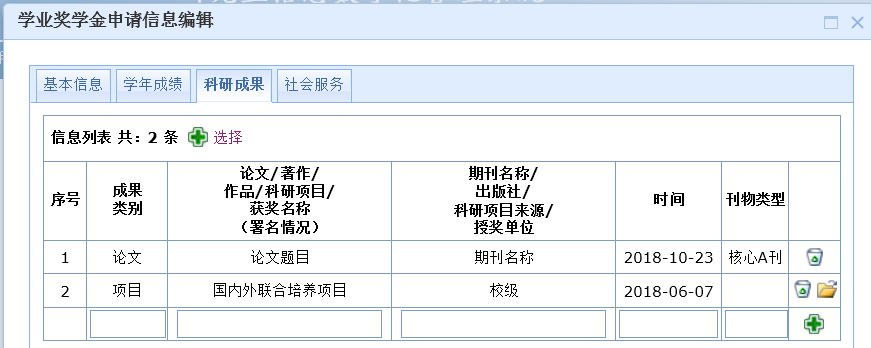 学业奖学金申请信息编辑
基本信息 学年成绩 科研成果 社会服务
信息列表 共：2 条 选择
序号
成果
类别
论文/著作/
作品/科研项目/
获奖名称
（署名情况）
期刊名称/
出版社/
科研项目来源/
授奖单位
时间
刊物类型
1 论文 论文题目 期刊名称 2018-10-23 核心A刊
2 项目 国内外联合培养项目 校级 2018-06-07